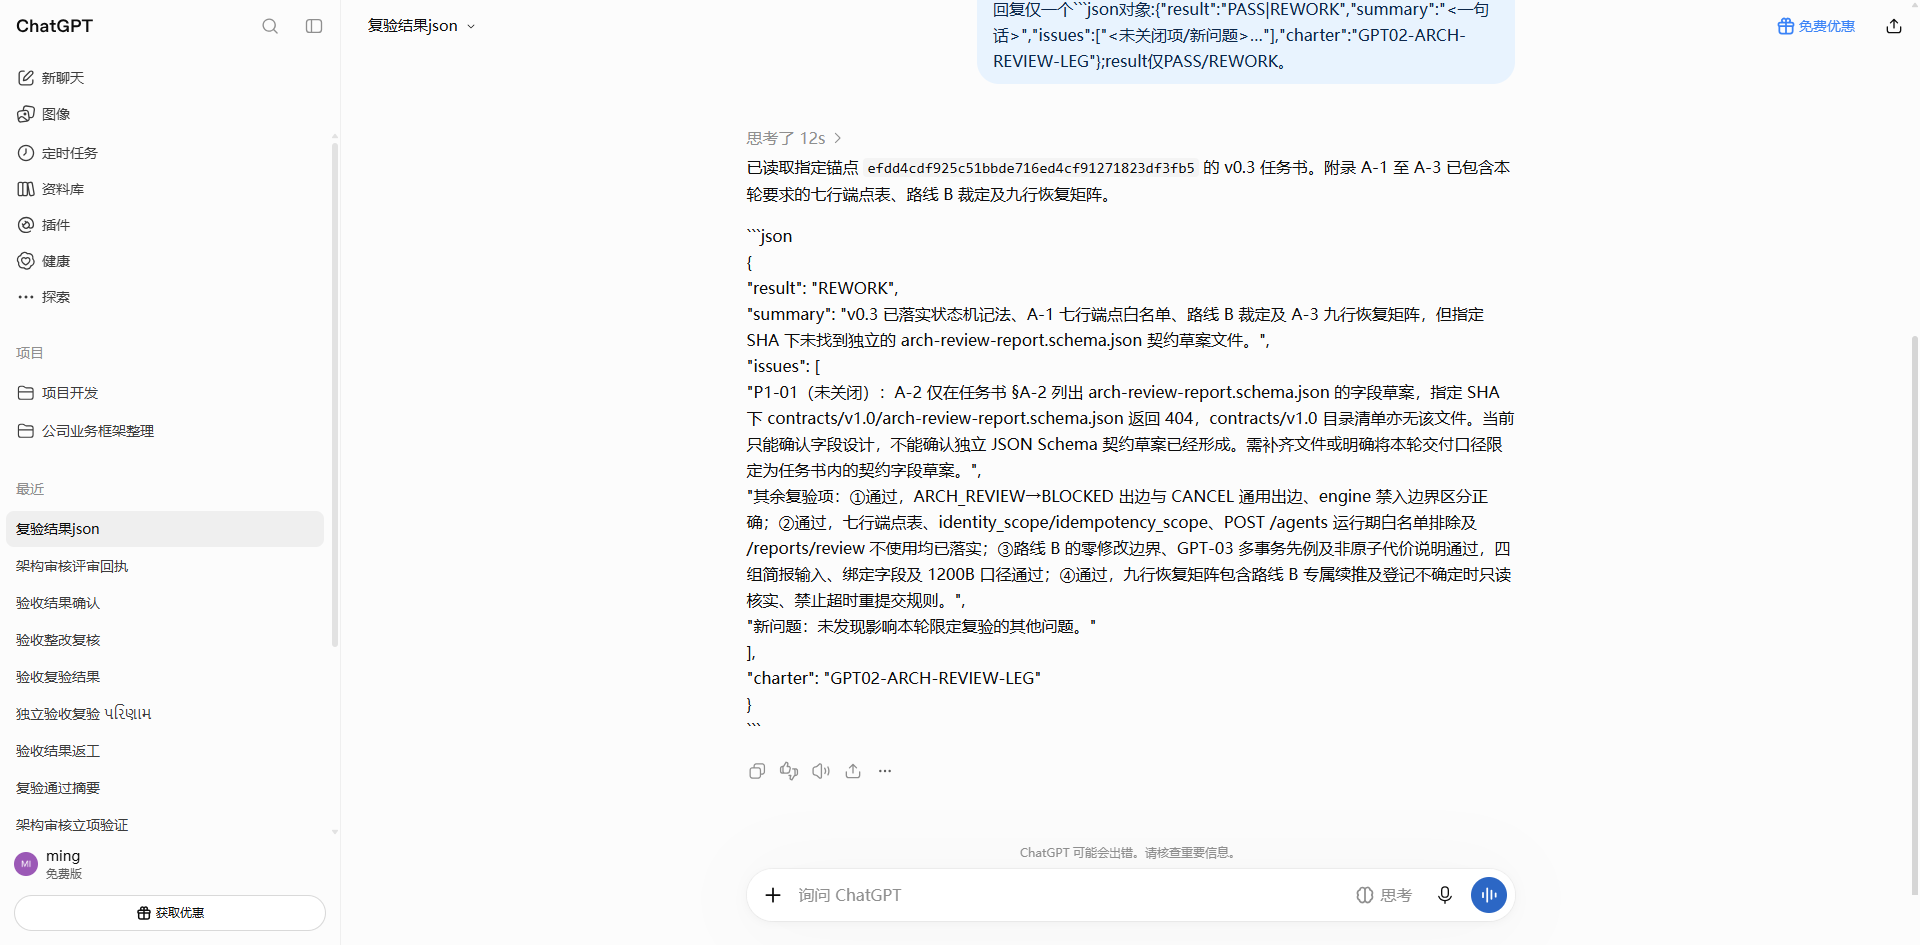 ChatGPT
新聊天
图像
定时任务
资料库
插件
健康
探索
项目
项目开发
公司业务框架整理
最近
复验结果json
架构审核评审回执
验收结果确认
验收整改复核
验收复验结果
独立验收复验 પરિણામ
验收结果返工
复验通过摘要
架构审核立项验证
MI
ming
免费版
获取优惠
复验结果json
免费优惠
回复仅一个```json对象:{"result":"PASS|REWORK","summary":"<一句
话>","issues":["<未关闭项/新问题>..."],"charter":"GPT02-ARCH-
REVIEW-LEG"};result仅PASS/REWORK。
思考了 12s
已读取指定锚点 efdd4cdf925c51bbde716ed4cf91271823df3fb5 的 v0.3 任务书。附录 A-1 至 A-3 已包含本
轮要求的七行端点表、路线 B 裁定及九行恢复矩阵。
```json
{
"result": "REWORK",
"summary": "v0.3 已落实状态机记法、A-1 七行端点白名单、路线 B 裁定及 A-3 九行恢复矩阵，但指定
SHA 下未找到独立的 arch-review-report.schema.json 契约草案文件。",
"issues": [
"P1-01（未关闭）：A-2 仅在任务书 §A-2 列出 arch-review-report.schema.json 的字段草案，指定 SHA
下 contracts/v1.0/arch-review-report.schema.json 返回 404，contracts/v1.0 目录清单亦无该文件。当前
只能确认字段设计，不能确认独立 JSON Schema 契约草案已经形成。需补齐文件或明确将本轮交付口径限
定为任务书内的契约字段草案。",
"其余复验项：①通过，ARCH_REVIEW→BLOCKED 出边与 CANCEL 通用出边、engine 禁入边界区分正
确；②通过，七行端点表、identity_scope/idempotency_scope、POST /agents 运行期白名单排除及
/reports/review 不使用均已落实；③路线 B 的零修改边界、GPT-03 多事务先例及非原子代价说明通过，四
组简报输入、绑定字段及 1200B 口径通过；④通过，九行恢复矩阵包含路线 B 专属续推及登记不确定时只读
核实、禁止超时重提交规则。",
"新问题：未发现影响本轮限定复验的其他问题。"
],
"charter": "GPT02-ARCH-REVIEW-LEG"
}
```
ChatGPT 可能会出错。请核查重要信息。
询问 ChatGPT
思考